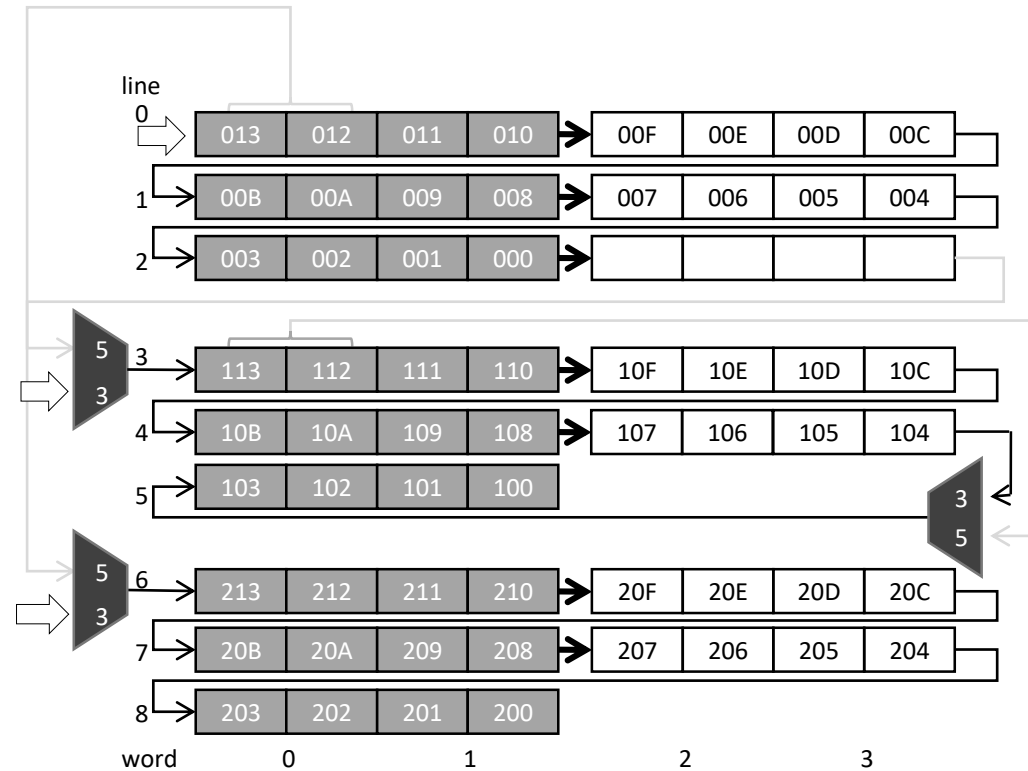 line
0 013 012 011 010 00F 00E 00D 00C
1 00B 00A 009 008 007 006 005 004
2 003 002 001 000
5
3
3 113 112 111 110 10F 10E 10D 10C
4 10B 10A 109 108 107 106 105 104
5 103 102 101 100
3
5
5
3
6 213 212 211 210 20F 20E 20D 20C
7 20B 20A 209 208 207 206 205 204
8 203 202 201 200
word 0 1 2 3